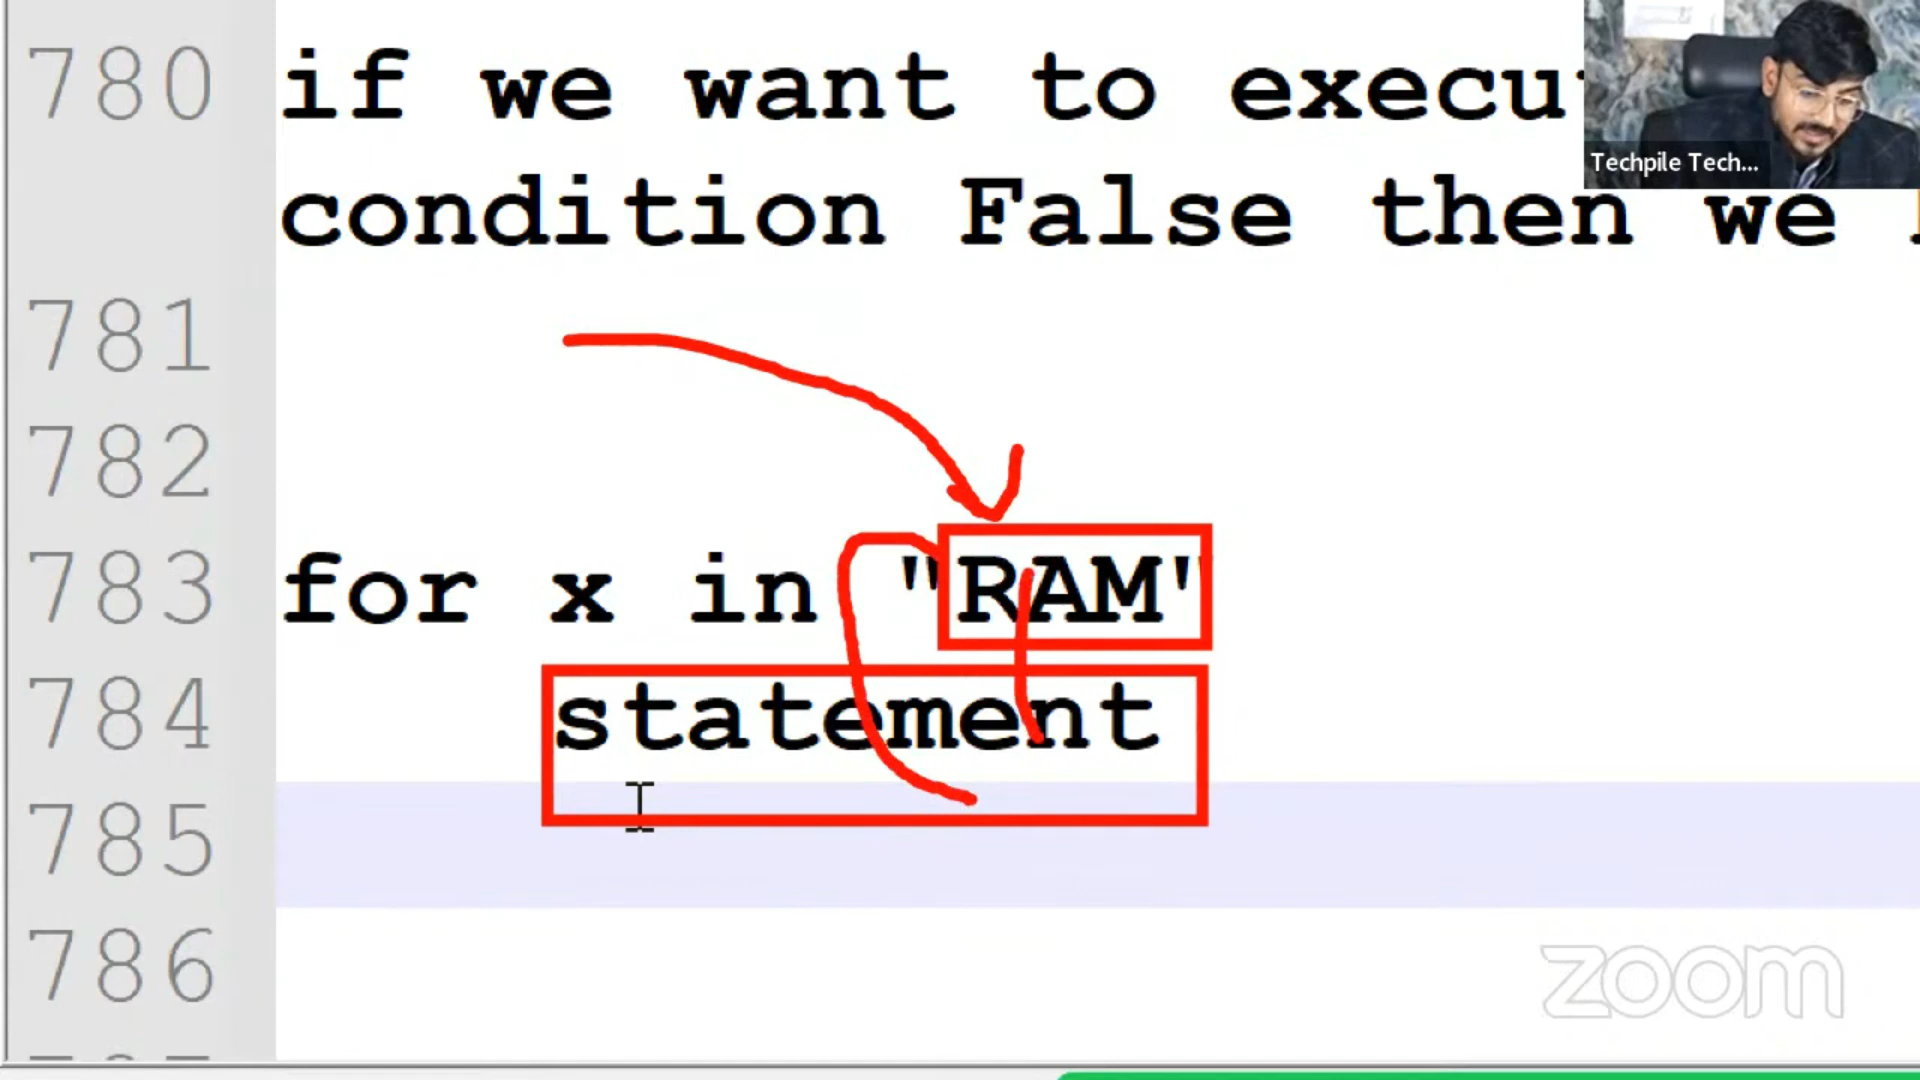 780 if we want to execu
Techpile Tech...
condition False then we
781
782
783 for x in "RAM"
784 statement
785
786
zoom